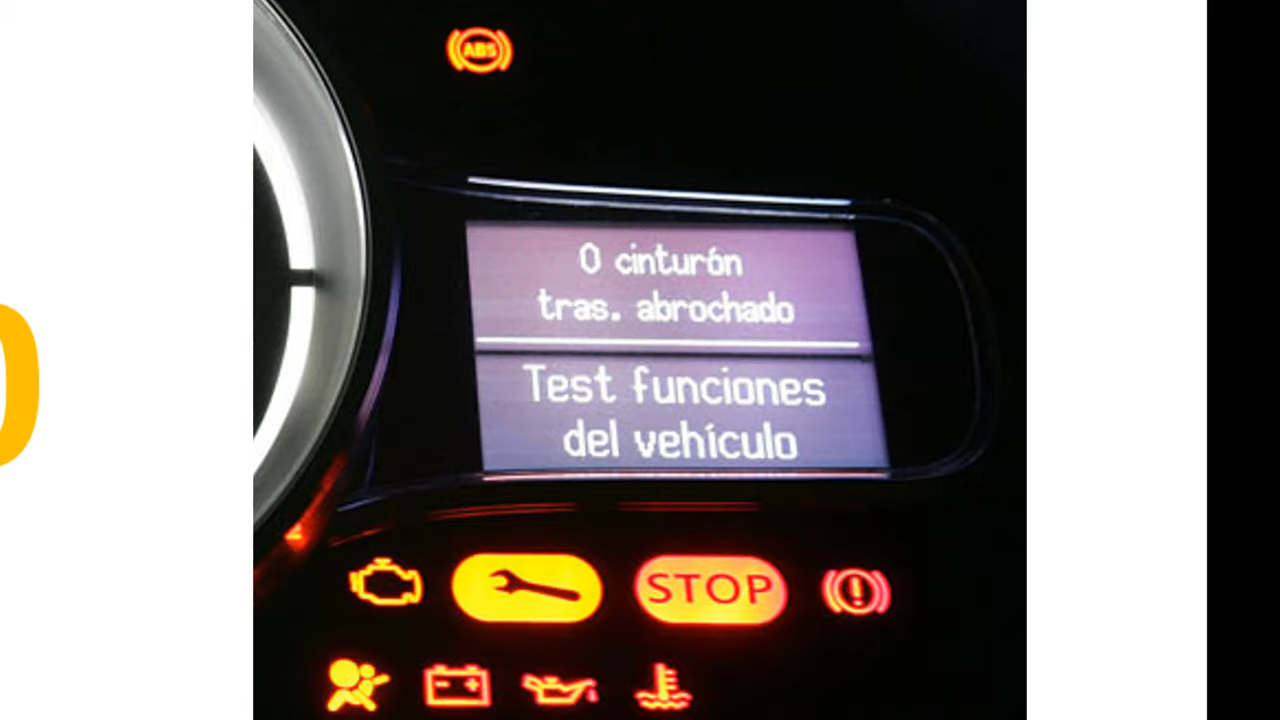 ABS
0 cinturón
tras. abrochado
Test funciones
del vehículo
STOP